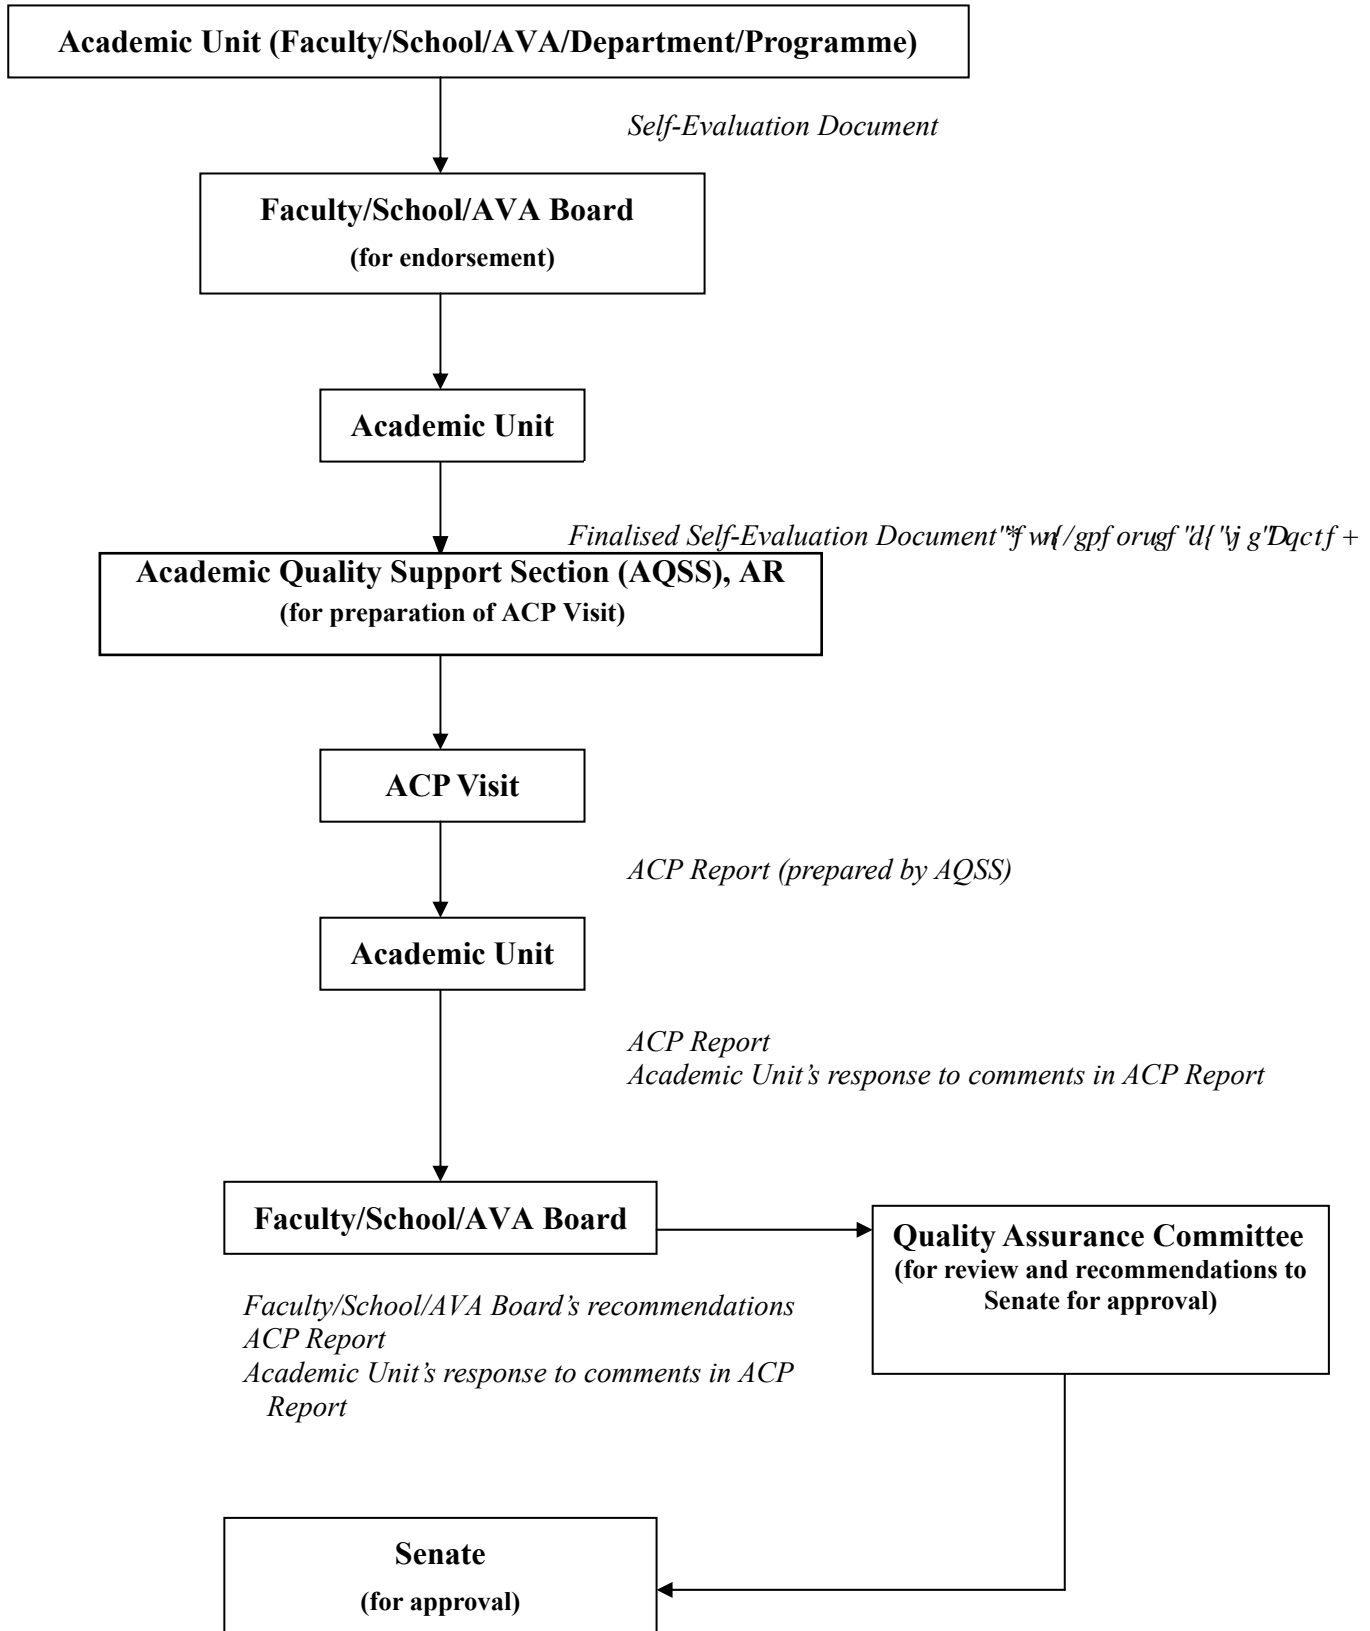 Academic Unit (Faculty/School/AVA/Department/Programme)
Self-Evaluation Document
Faculty/School/AVA Board
(for endorsement)
Academic Unit
Finalised Self-Evaluation Document
Academic Quality Support Section (AQSS), AR
(for preparation of ACP Visit)
ACP Visit
ACP Report (prepared by AQSS)
Academic Unit
ACP Report
Academic Unit’s response to comments in ACP Report
Faculty/School/AVA Board
Quality Assurance Committee
(for review and recommendations to
Senate for approval)
Faculty/School/AVA Board’s recommendations
ACP Report
Academic Unit’s response to comments in ACP
Report
Senate
(for approval)